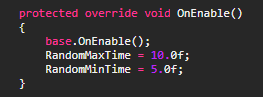 protected override void OnEnable()
{
    base.OnEnable();
    RandomMaxTime = 10.0f;
    RandomMinTime = 5.0f;
}